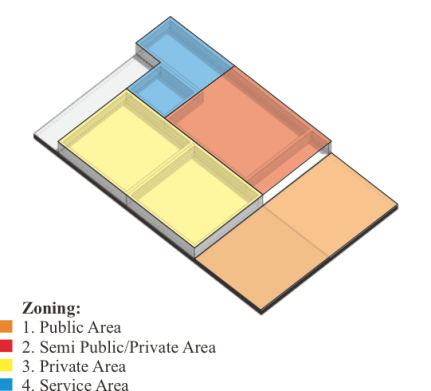 Zoning:
1. Public Area
2. Semi Public/Private Area
3. Private Area
4. Service Area